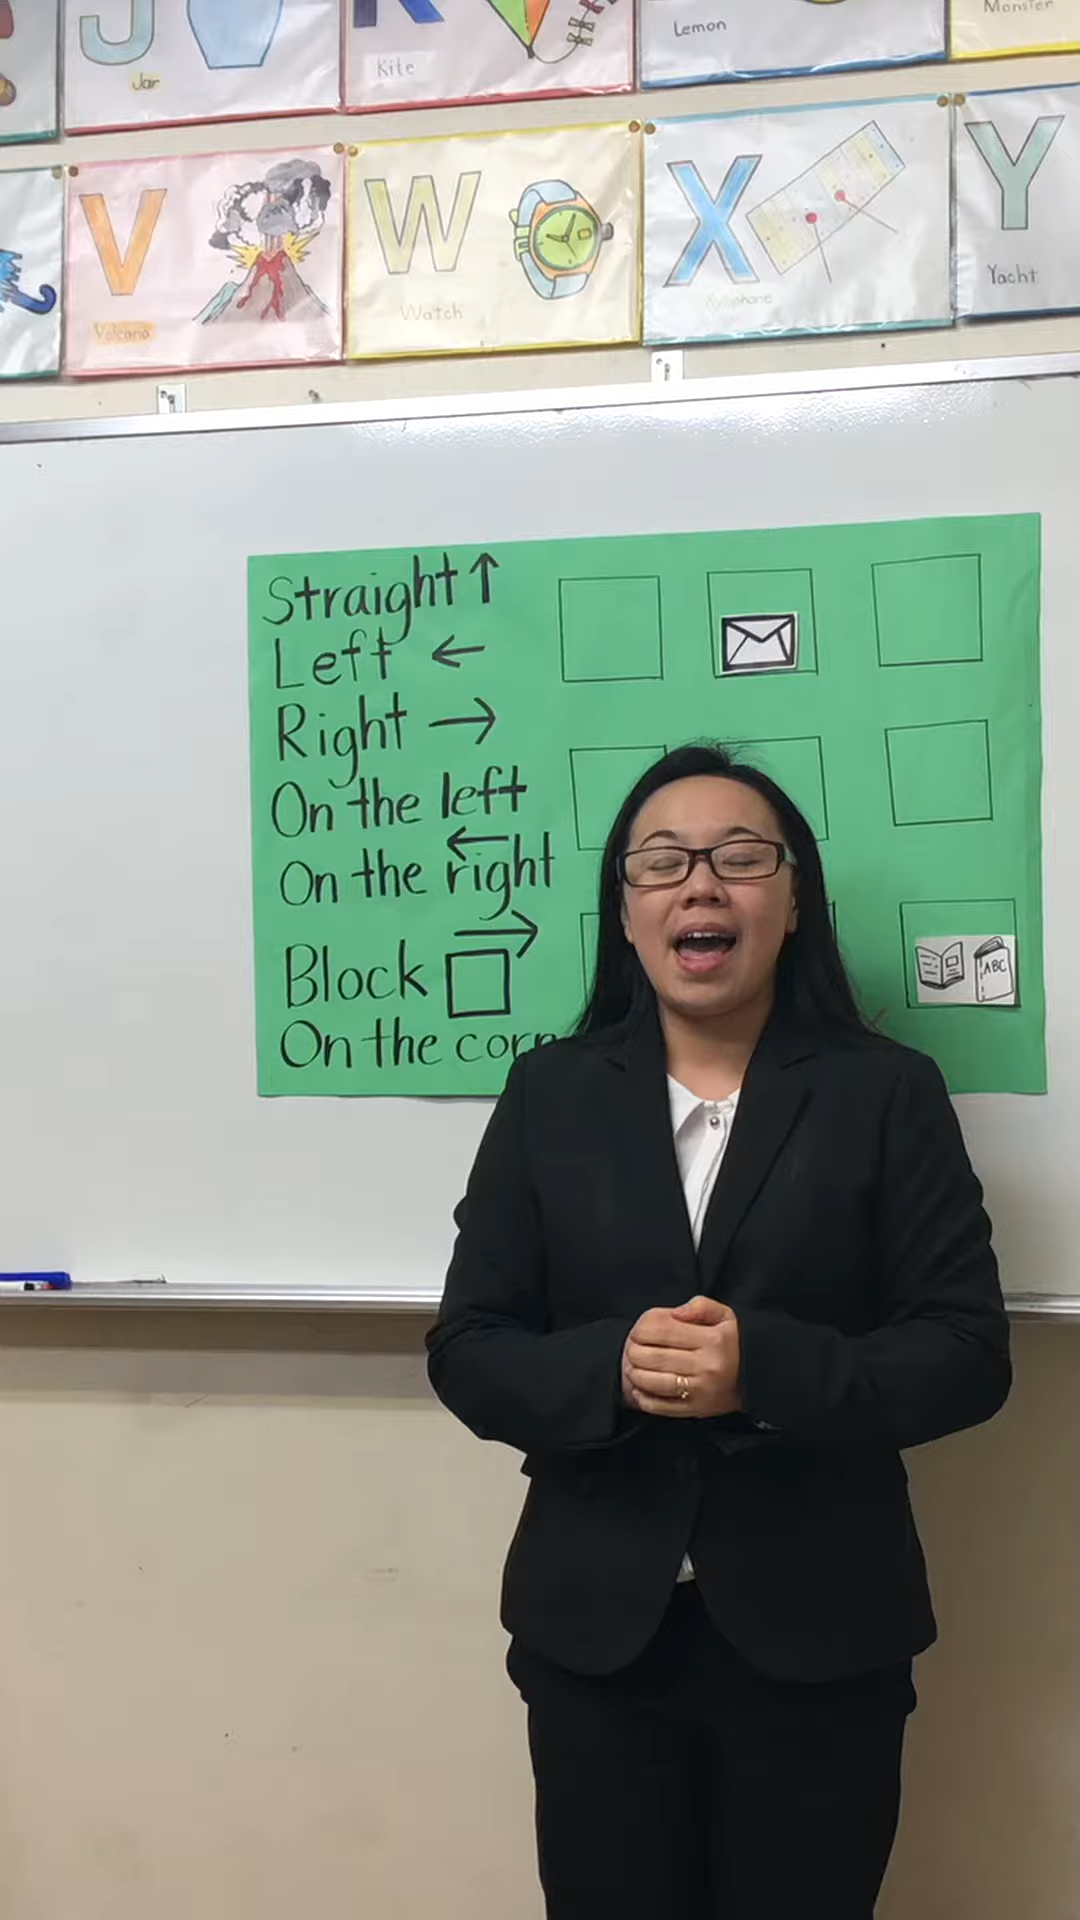 J
Jar
K
Kite
Lemon
Monster
V
Volcano
W
Watch
X
Xylophone
Y
Yacht
Straight ↑
Left ←
Right →
On the left
←
On the right
→
Block
On the corn
ABC